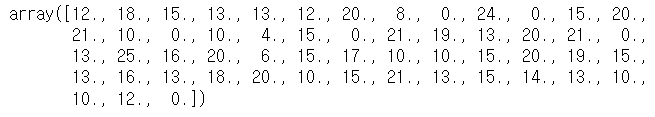 array([12., 18., 15., 13., 13., 12., 20.,  8.,  0., 24.,  0., 15., 20.,
       21., 10.,  0., 10.,  4., 15.,  0., 21., 19., 13., 20., 21.,  0.,
       13., 25., 16., 20.,  6., 15., 17., 10., 10., 15., 20., 19., 15.,
       13., 16., 13., 18., 20., 10., 15., 21., 13., 15., 14., 13., 10.,
       10., 12.,  0.])